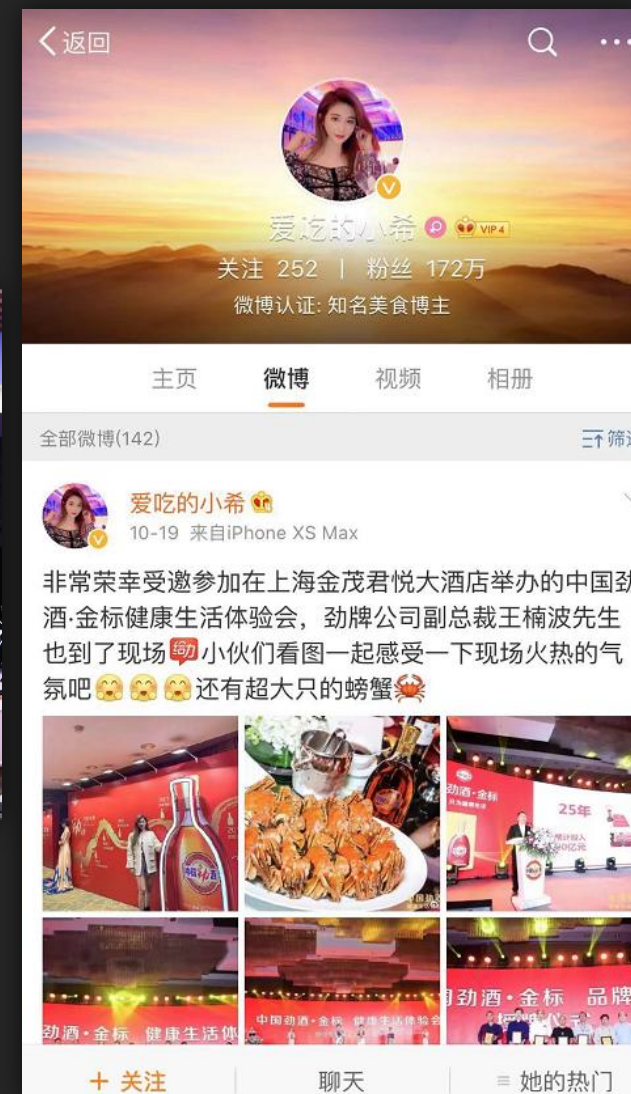 返回
爱吃的小希
VIP 4
关注 252 | 粉丝 172万
微博认证: 知名美食博主
主页 微博 视频 相册
全部微博(142)
爱吃的小希
10-19 来自iPhone XS Max
非常荣幸受邀参加在上海金茂君悦大酒店举办的中国劲
酒·金标健康生活体验会，劲牌公司副总裁王楠波先生
也到了现场 给力 小伙们看图一起感受一下现场火热的气
氛吧 还有超大只的螃蟹
劲酒·金标
25年
劲酒·金标 健康生活体
中国劲酒·金标 健康生活体验会
劲酒·金标 品牌
+ 关注 聊天 她的热门